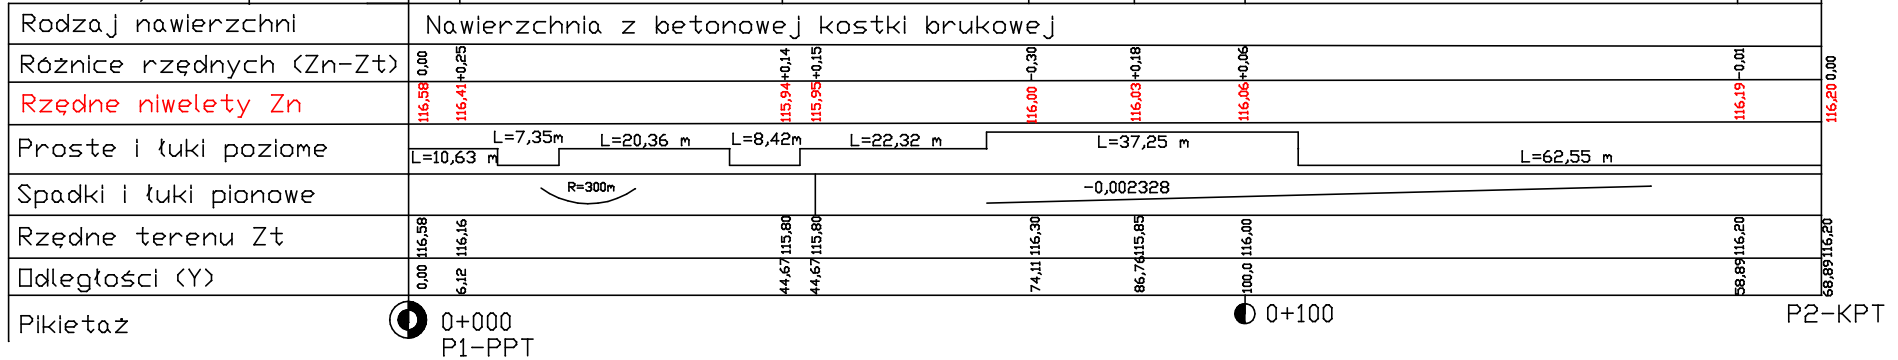 Rodzaj nawierzchni Nawierzchnia z betonowej kostki brukowej
Różnice rzędnych (Zn-Zt) 0,00 +0,25 +0,14 +0,15 -0,30 +0,18 +0,06 -0,01 0,00
Rzędne niwelety Zn 116,58 116,41 115,94 115,95 116,00 116,03 116,06 116,19 116,20
Proste i łuki poziome L=10,63 m L=7,35m L=20,36 m L=8,42m L=22,32 m L=37,25 m L=62,55 m
Spadki i łuki pionowe R=300m -0,002328
Rzędne terenu Zt 116,58 116,16 115,80 115,80 116,30 115,85 116,00 116,20 116,20
Odległości (Y) 0,00 6,12 44,67 44,67 74,11 86,76 100,0 58,89 68,89
Pikietaż 0+000 0+100 P2-KPT
P1-PPT